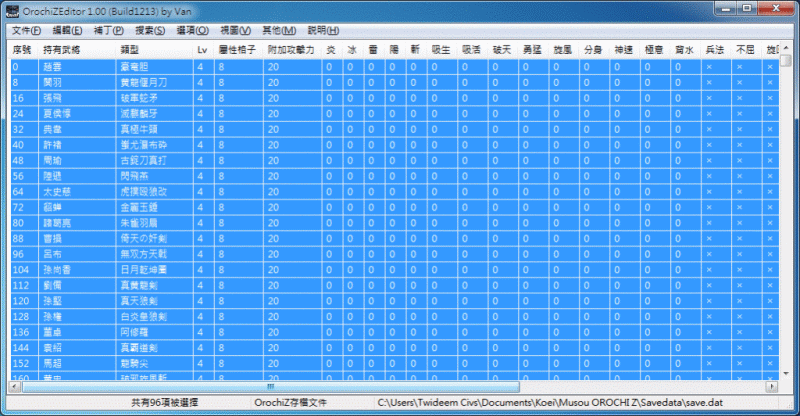 OrochiZEditor 1.00 (Build1213) by Van
文件(F) 編輯(E) 補丁(P) 搜索(S) 選項(O) 視圖(V) 其他(M) 說明(H)
序號 持有武將 類型 Lv 屬性格子 附加攻擊力 炎 冰 雷 陽 斬 吸生 吸活 破天 勇猛 旋風 分身 神速 極意 背水 兵法 不屈
0 趙雲 豪竜胆 4 8 20 0 0 0 0 0 0 0 0 0 0 0 0 0 0 × × ×
8 關羽 黃龍偃月刀 4 8 20 0 0 0 0 0 0 0 0 0 0 0 0 0 0 × × ×
16 張飛 破軍蛇矛 4 8 20 0 0 0 0 0 0 0 0 0 0 0 0 0 0 × × ×
24 夏侯惇 滅麒麟牙 4 8 20 0 0 0 0 0 0 0 0 0 0 0 0 0 0 × × ×
32 典韋 真極牛頭 4 8 20 0 0 0 0 0 0 0 0 0 0 0 0 0 0 × × ×
40 許褚 蚩尤瀑布砕 4 8 20 0 0 0 0 0 0 0 0 0 0 0 0 0 0 × × ×
48 周瑜 古錠刀真打 4 8 20 0 0 0 0 0 0 0 0 0 0 0 0 0 0 × × ×
56 陸遜 閃飛燕 4 8 20 0 0 0 0 0 0 0 0 0 0 0 0 0 0 × × ×
64 太史慈 虎撲殴狼改 4 8 20 0 0 0 0 0 0 0 0 0 0 0 0 0 0 × × ×
72 貂蟬 金麗玉錘 4 8 20 0 0 0 0 0 0 0 0 0 0 0 0 0 0 × × ×
80 諸葛亮 朱雀羽扇 4 8 20 0 0 0 0 0 0 0 0 0 0 0 0 0 0 × × ×
88 曹操 倚天の奸剣 4 8 20 0 0 0 0 0 0 0 0 0 0 0 0 0 0 × × ×
96 呂布 無双方天戟 4 8 20 0 0 0 0 0 0 0 0 0 0 0 0 0 0 × × ×
104 孫尚香 日月乾坤圏 4 8 20 0 0 0 0 0 0 0 0 0 0 0 0 0 0 × × ×
112 劉備 真黃龍剣 4 8 20 0 0 0 0 0 0 0 0 0 0 0 0 0 0 × × ×
120 孫堅 真天狼剣 4 8 20 0 0 0 0 0 0 0 0 0 0 0 0 0 0 × × ×
128 孫權 白炎皇狼剣 4 8 20 0 0 0 0 0 0 0 0 0 0 0 0 0 0 × × ×
136 董卓 阿修羅 4 8 20 0 0 0 0 0 0 0 0 0 0 0 0 0 0 × × ×
144 袁紹 真覇道剣 4 8 20 0 0 0 0 0 0 0 0 0 0 0 0 0 0 × × ×
152 馬超 龍騎尖 4 8 20 0 0 0 0 0 0 0 0 0 0 0 0 0 0 × × ×
160 黃忠 4 8 20 0 0 0 0 0 0 0 0 0 0 0 0 0 0 × × ×
共有96項被選擇 OrochiZ存檔文件 C:\Users\Twideem Civs\Documents\Koei\Musou OROCHI Z\Savedata\save.dat